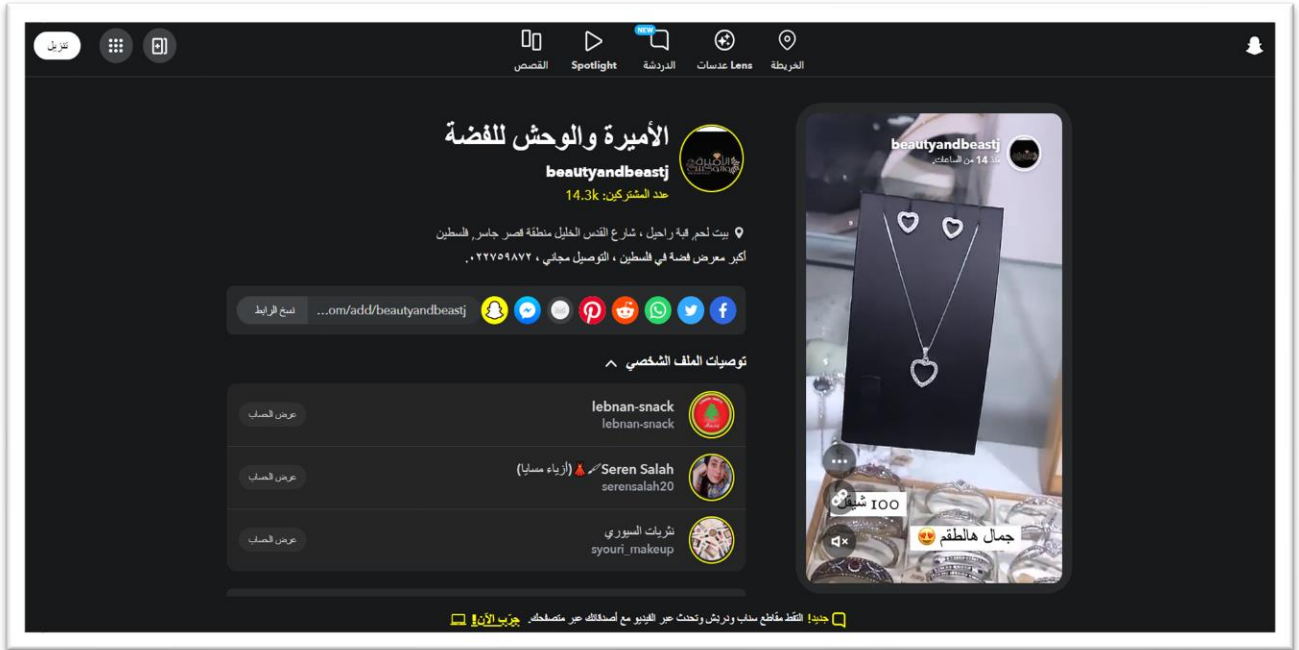 الخريطة
Lens عدسات
الدردشة
NEW
Spotlight
القصص
تنزيل
beautyandbeastj
منذ 14 من الساعات
100 شيقل
جمال هالطقم 😍
الأميرة والوحش للفضة
beautyandbeastj
عدد المشتركين: 14.3k
بيت لحم, قبة راحيل ، شارع القدس الخليل منطقة قصر جاسر, فلسطين
أكبر معرض فضة في فلسطين ، التوصيل مجاني ، ٠٢٢٧٥٩٨٧٢.
...om/add/beautyandbeastj
نسخ الرابط
توصيات الملف الشخصي
lebnan-snack
lebnan-snack
عرض الحساب
Seren Salah🪡👗(أزياء مسايا)
serensalah20
عرض الحساب
نثريات السيوري
syouri_makeup
عرض الحساب
جديد! التقط مقاطع سناب ودردش وتحدث عبر الفيديو مع أصدقائك عبر متصفحك. جرّب الآن!